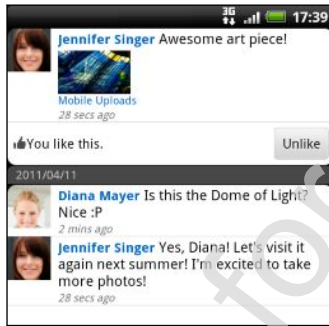 3G 17:39
Jennifer Singer Awesome art piece!
Mobile Uploads
28 secs ago
You like this. Unlike
2011/04/11
Diana Mayer Is this the Dome of Light?
Nice :P
2 mins ago
Jennifer Singer Yes, Diana! Let's visit it
again next summer! I'm excited to take
more photos!
28 secs ago
for